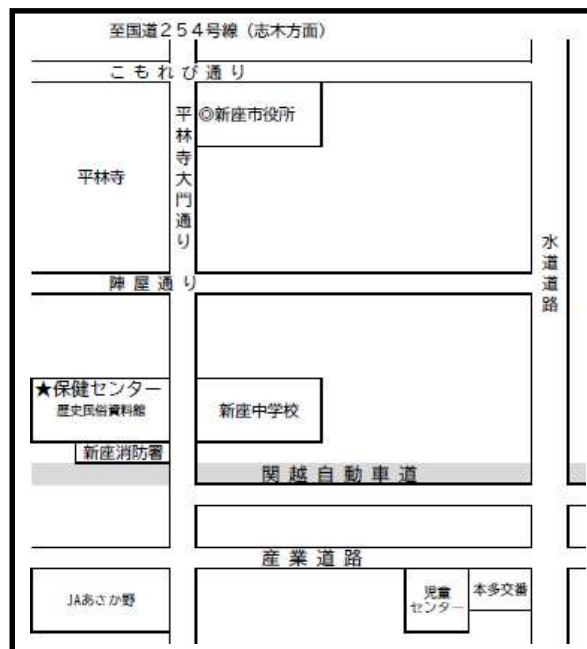 至国道254号線（志木方面）
こもれび通り
平林寺大門通り
◎新座市役所
平林寺
水道道路
陣屋通り
★保健センター
歴史民俗資料館
新座中学校
新座消防署
関越自動車道
産業道路
JAあさか野
児童
センター
本多交番